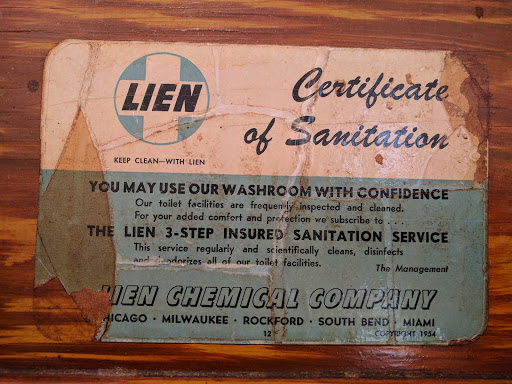 LIEN
Certificate
of Sanitation
KEEP CLEAN—WITH LIEN
YOU MAY USE OUR WASHROOM WITH CONFIDENCE
Our toilet facilities are frequently inspected and cleaned.
For your added comfort and protection we subscribe to . . .
THE LIEN 3-STEP INSURED SANITATION SERVICE
This service regularly and scientifically cleans, disinfects
and deodorizes all of our toilet facilities.
The Management
LIEN CHEMICAL COMPANY
CHICAGO · MILWAUKEE · ROCKFORD · SOUTH BEND · MIAMI
12 COPYRIGHT 1954